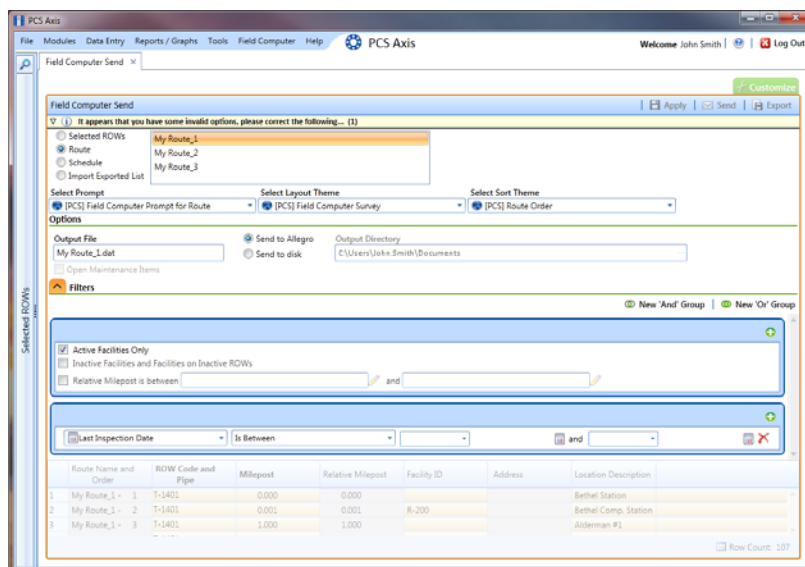 PCS Axis
File Modules Data Entry Reports / Graphs Tools Field Computer Help PCS Axis Welcome John Smith | | Log Out
Field Computer Send ×
Customize
Field Computer Send | Apply | Send | Export
It appears that you have some invalid options, please correct the following... (1)
Selected ROWs
Route
Schedule
Import Exported List
My Route_1
My Route_2
My Route_3
Select Prompt Select Layout Theme Select Sort Theme
[PCS] Field Computer Prompt for Route [PCS] Field Computer Survey [PCS] Route Order
Options
Output File Send to Allegro Output Directory
My Route_1.dat Send to disk C:\Users\John.Smith\Documents
Open Maintenance Items
Filters
Selected ROWs
New 'And' Group | New 'Or' Group
Active Facilities Only
Inactive Facilities and Facilities on Inactive ROWs
Relative Milepost is between and
Last Inspection Date Is Between and
Route Name and Order ROW Code and Pipe Milepost Relative Milepost Facility ID Address Location Description
1 My Route_1 - 1 T-1401 0.000 0.000 Bethel Station
2 My Route_1 - 2 T-1401 0.001 0.001 R-200 Bethel Comp. Station
3 My Route_1 - 3 T-1401 1.000 1.000 Alderman #1
Row Count: 107